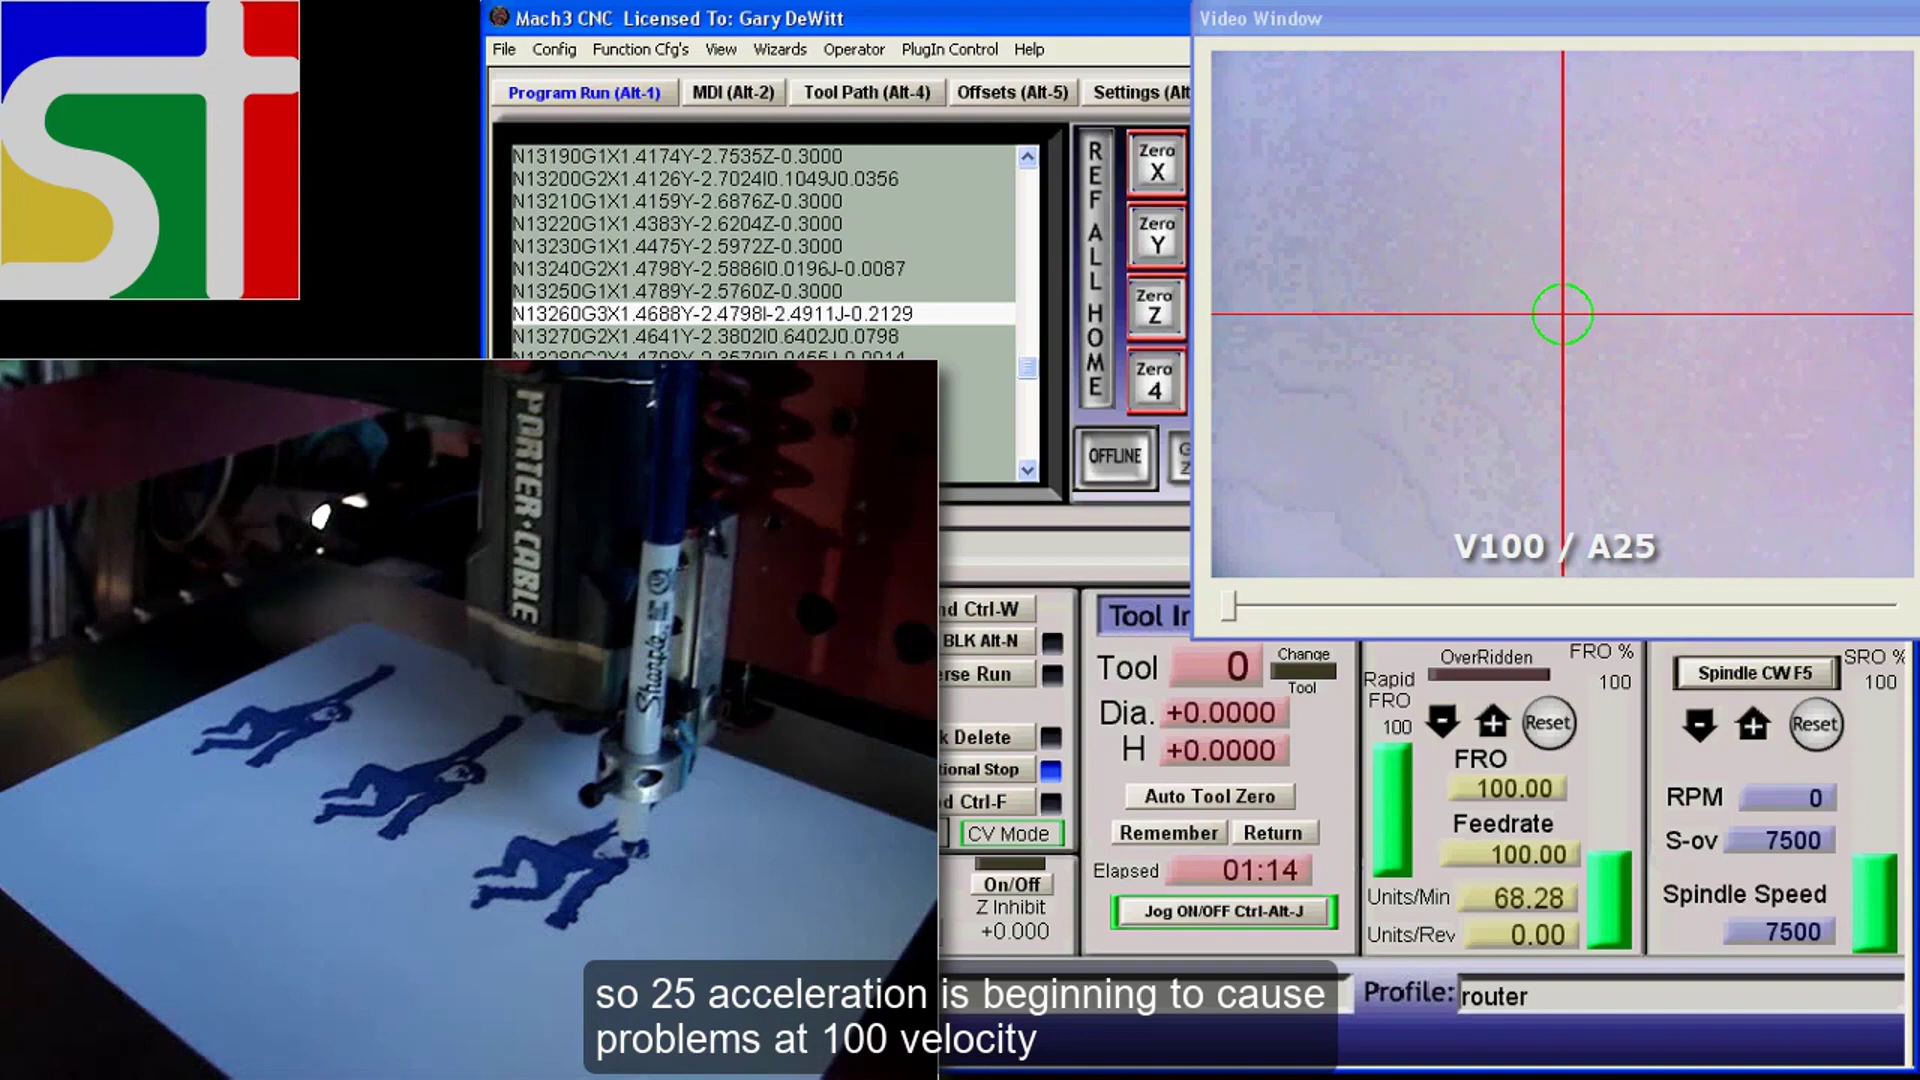 Mach3 CNC Licensed To: Gary DeWitt
File Config Function Cfg's View Wizards Operator PlugIn Control Help
Program Run (Alt-1) MDI (Alt-2) Tool Path (Alt-4) Offsets (Alt-5) Settings (Alt
N13190G1X1.4174Y-2.7535Z-0.3000
N13200G2X1.4126Y-2.7024I0.1049J0.0356
N13210G1X1.4159Y-2.6876Z-0.3000
N13220G1X1.4383Y-2.6204Z-0.3000
N13230G1X1.4475Y-2.5972Z-0.3000
N13240G2X1.4798Y-2.5886I0.0196J-0.0087
N13250G1X1.4789Y-2.5760Z-0.3000
N13260G3X1.4688Y-2.4798I-2.4911J-0.2129
N13270G2X1.4641Y-2.3802I0.6402J0.0798
REF ALL HOME
Zero X
Zero Y
Zero Z
Zero 4
OFFLINE
Video Window
V100 / A25
PORTER-CABLE
Sharpie
nd Ctrl-W
BLK Alt-N
erse Run
k Delete
ional Stop
d Ctrl-F
CV Mode
On/Off
Z Inhibit
+0.000
Tool In
Tool 0 Change Tool
Dia. +0.0000
H +0.0000
Auto Tool Zero
Remember Return
Elapsed 01:14
Jog ON/OFF Ctrl-Alt-J
OverRidden FRO %
100
Rapid
FRO
100
Reset
FRO
100.00
Feedrate
100.00
Units/Min 68.28
Units/Rev 0.00
Spindle CW F5 SRO %
100
Reset
RPM 0
S-ov 7500
Spindle Speed
7500
Profile: router
so 25 acceleration is beginning to cause
problems at 100 velocity